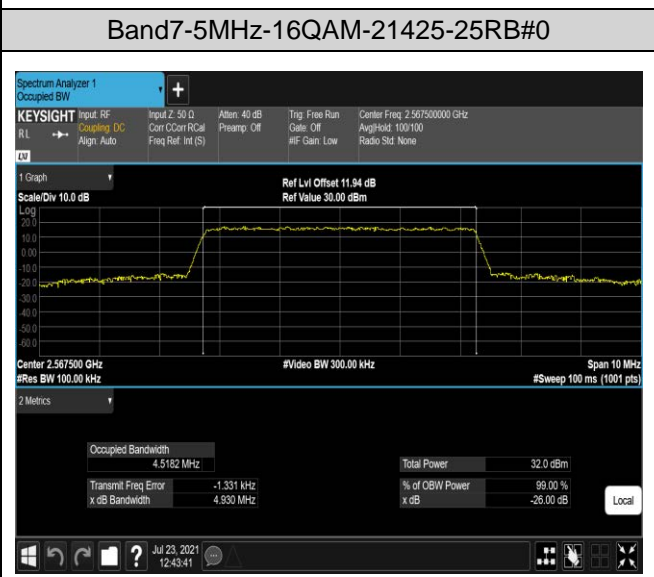 Band7-5MHz-16QAM-21425-25RB#0
Spectrum Analyzer 1
Occupied BW
KEYSIGHT
RL
LXI
Input: RF
Coupling: DC
Align: Auto
Input Z: 50 Ω
Corr CCorr RCal
Freq Ref: Int (S)
Atten: 40 dB
Preamp: Off
Trig: Free Run
Gate: Off
#IF Gain: Low
Center Freq: 2.567500000 GHz
Avg|Hold: 100/100
Radio Std: None
1 Graph
Scale/Div 10.0 dB
Ref Lvl Offset 11.94 dB
Ref Value 30.00 dBm
Log
20.0
10.0
0.00
-10.0
-20.0
-30.0
-40.0
-50.0
-60.0
Center 2.567500 GHz
#Res BW 100.00 kHz
#Video BW 300.00 kHz
Span 10 MHz
#Sweep 100 ms (1001 pts)
2 Metrics
Occupied Bandwidth
4.5182 MHz
Transmit Freq Error -1.331 kHz
x dB Bandwidth 4.930 MHz
Total Power 32.0 dBm
% of OBW Power 99.00 %
x dB -26.00 dB
Local
?
Jul 23, 2021
12:43:41